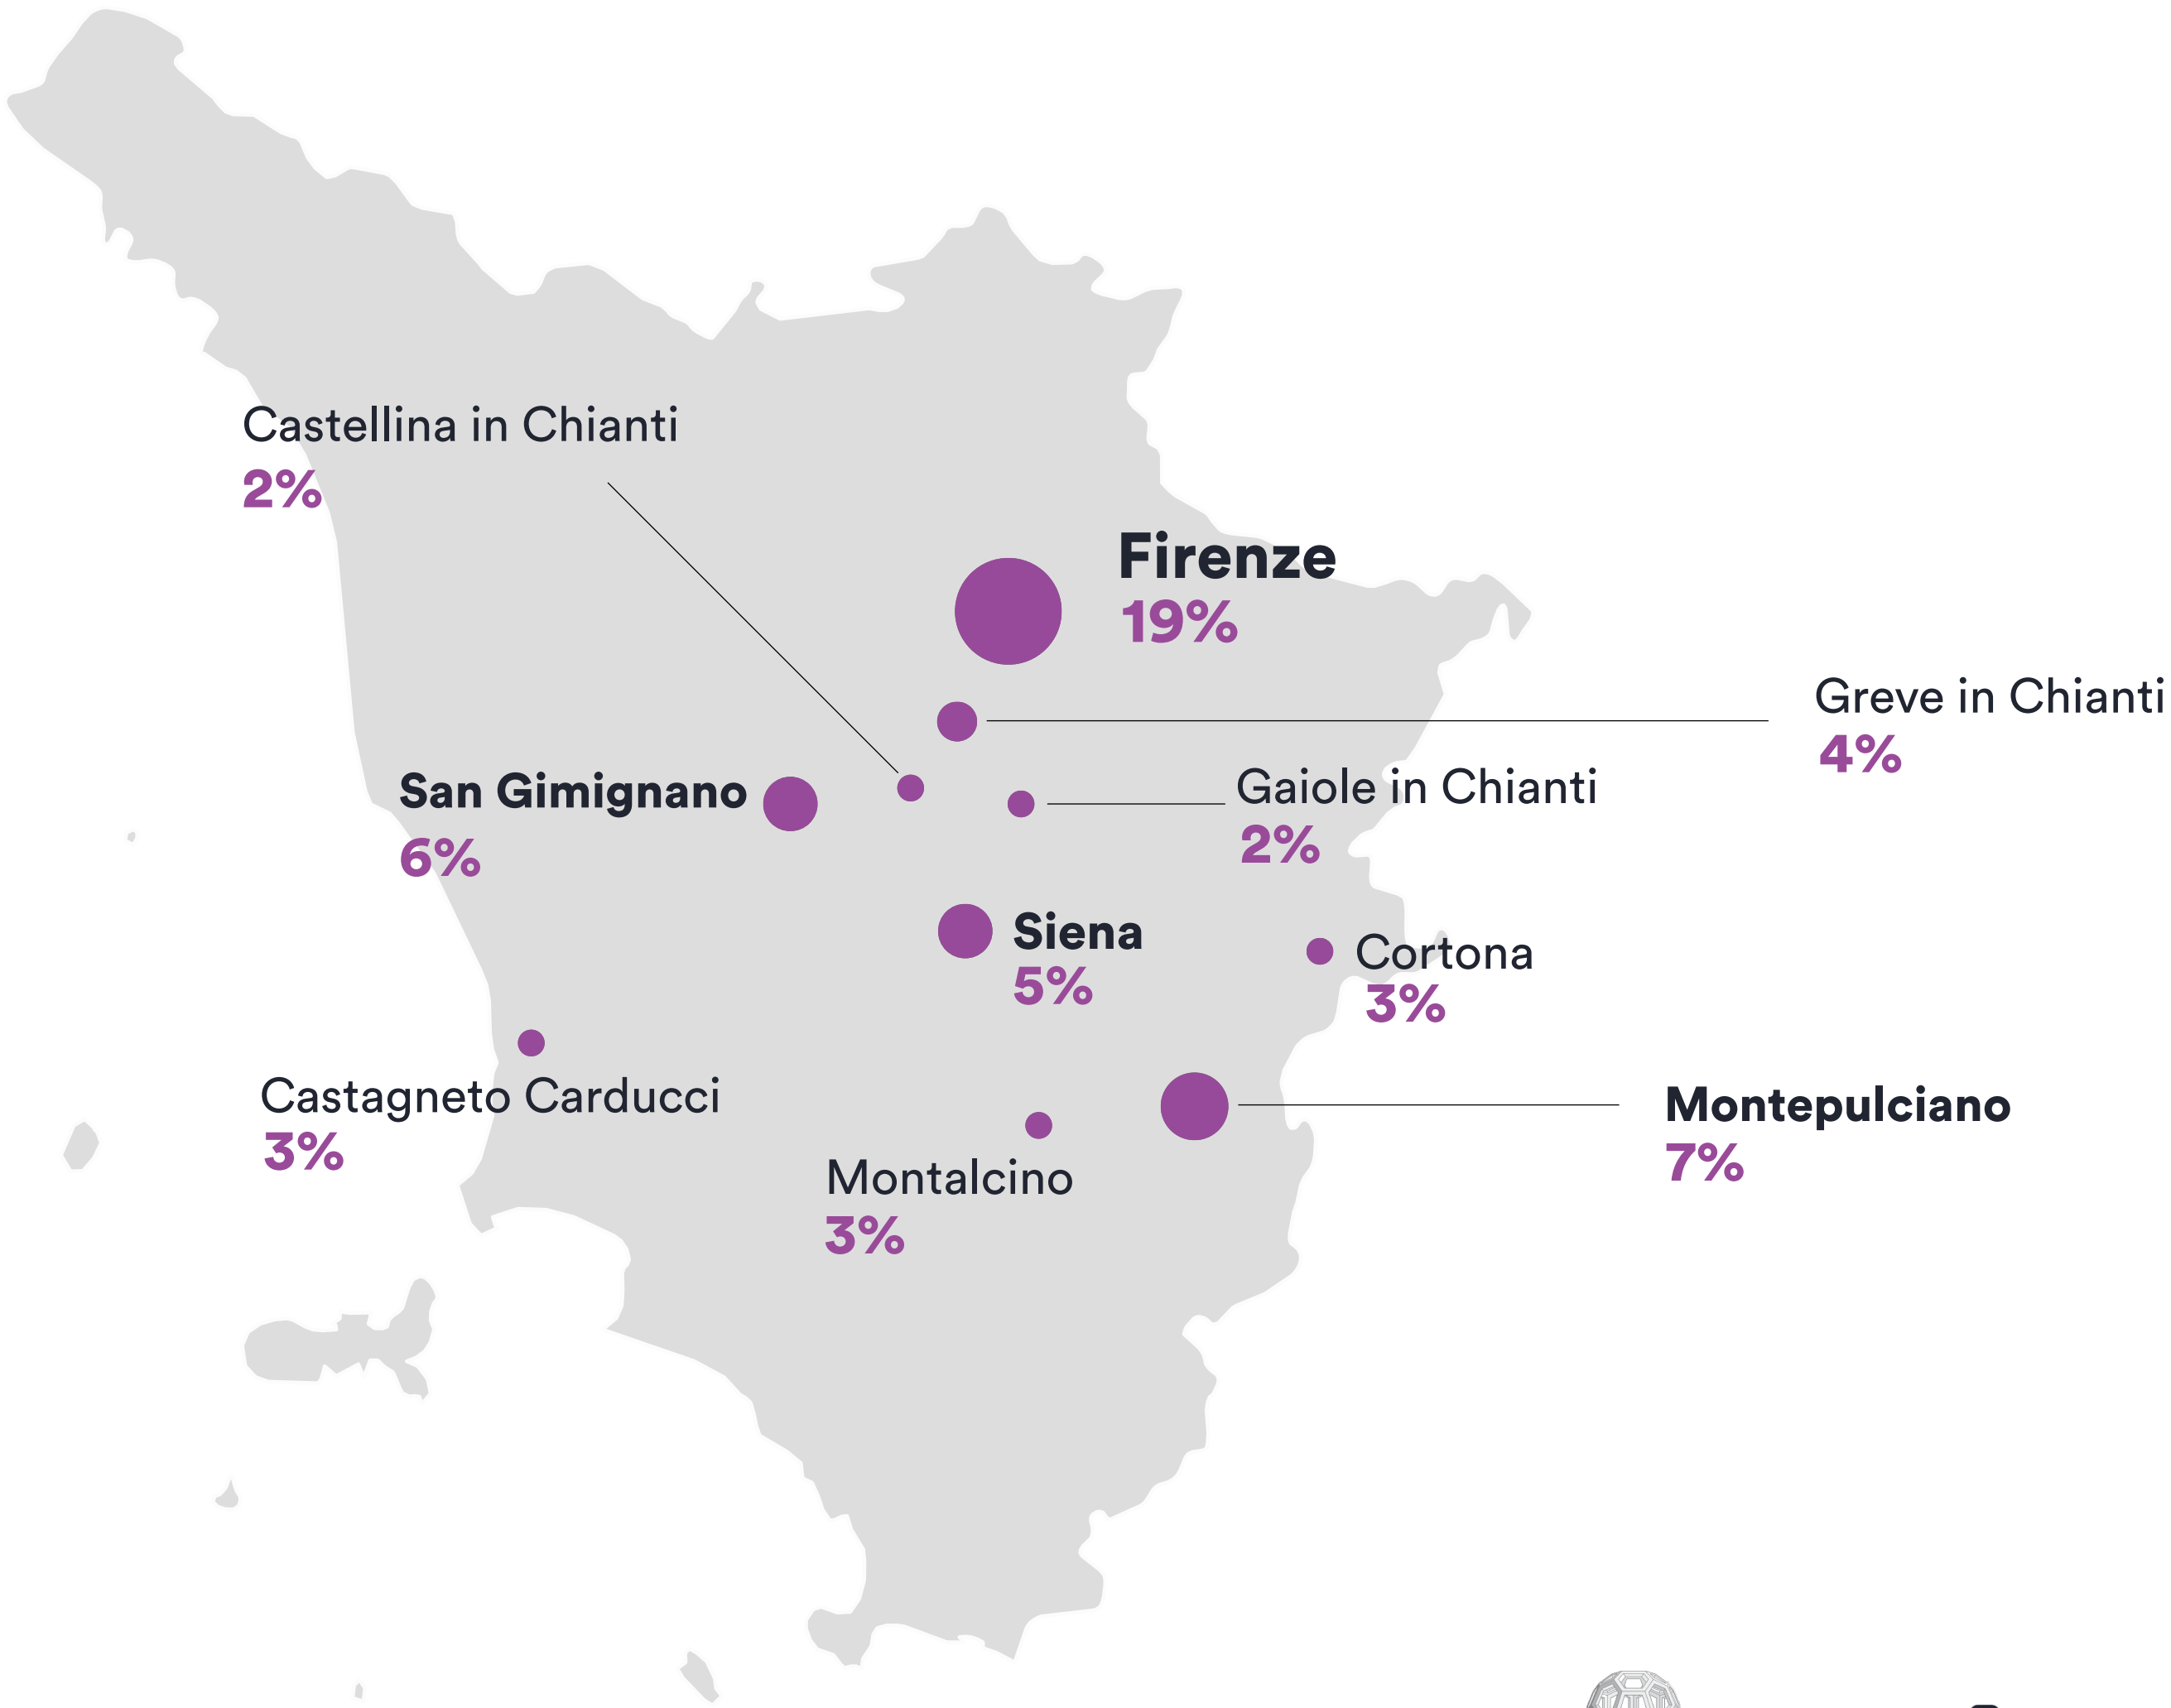 Castellina in Chianti
2%
Firenze
19%
Greve in Chianti
4%
San Gimignano
6%
Gaiole in Chianti
2%
Siena
5%
Cortona
3%
Castagneto Carducci
3%
Montepulciano
7%
Montalcino
3%